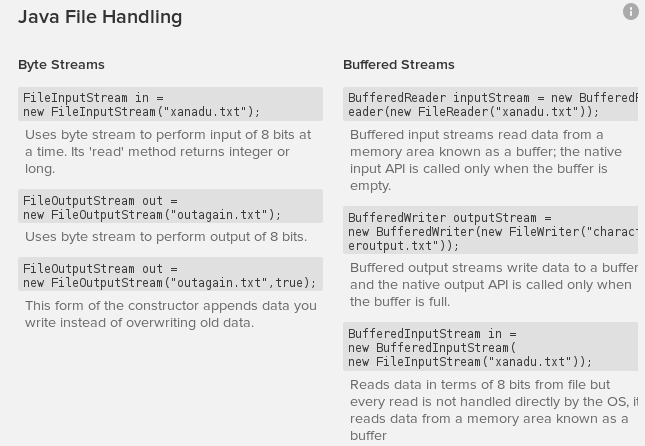 Java File Handling
Byte Streams
FileInputStream in =
new FileInputStream("xanadu.txt");
Uses byte stream to perform input of 8 bits at
a time. Its 'read' method returns integer or
long.
FileOutputStream out =
new FileOutputStream("outagain.txt");
Uses byte stream to perform output of 8 bits.
FileOutputStream out =
new FileOutputStream("outagain.txt",true);
This form of the constructor appends data you
write instead of overwriting old data.
Buffered Streams
BufferedReader inputStream = new BufferedR
eader(new FileReader("xanadu.txt"));
Buffered input streams read data from a
memory area known as a buffer; the native
input API is called only when the buffer is
empty.
BufferedWriter outputStream =
new BufferedWriter(new FileWriter("charact
eroutput.txt"));
Buffered output streams write data to a buffer
and the native output API is called only when
the buffer is full.
BufferedInputStream in =
new BufferedInputStream(
new FileInputStream("xanadu.txt"));
Reads data in terms of 8 bits from file but
every read is not handled directly by the OS, it
reads data from a memory area known as a
buffer